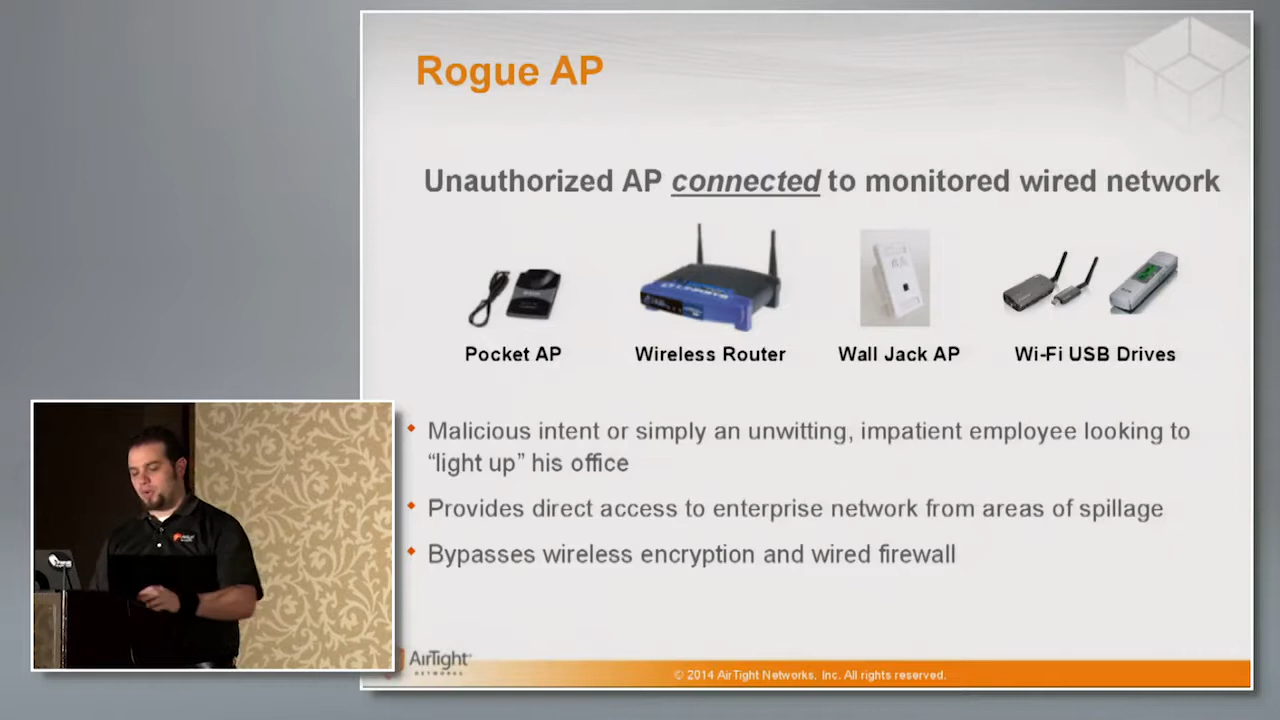 Rogue AP
Unauthorized AP connected to monitored wired network
Pocket AP
Wireless Router
Wall Jack AP
Wi-Fi USB Drives
Malicious intent or simply an unwitting, impatient employee looking to
“light up” his office
Provides direct access to enterprise network from areas of spillage
Bypasses wireless encryption and wired firewall
AirTight
NETWORKS
© 2014 AirTight Networks, Inc. All rights reserved.